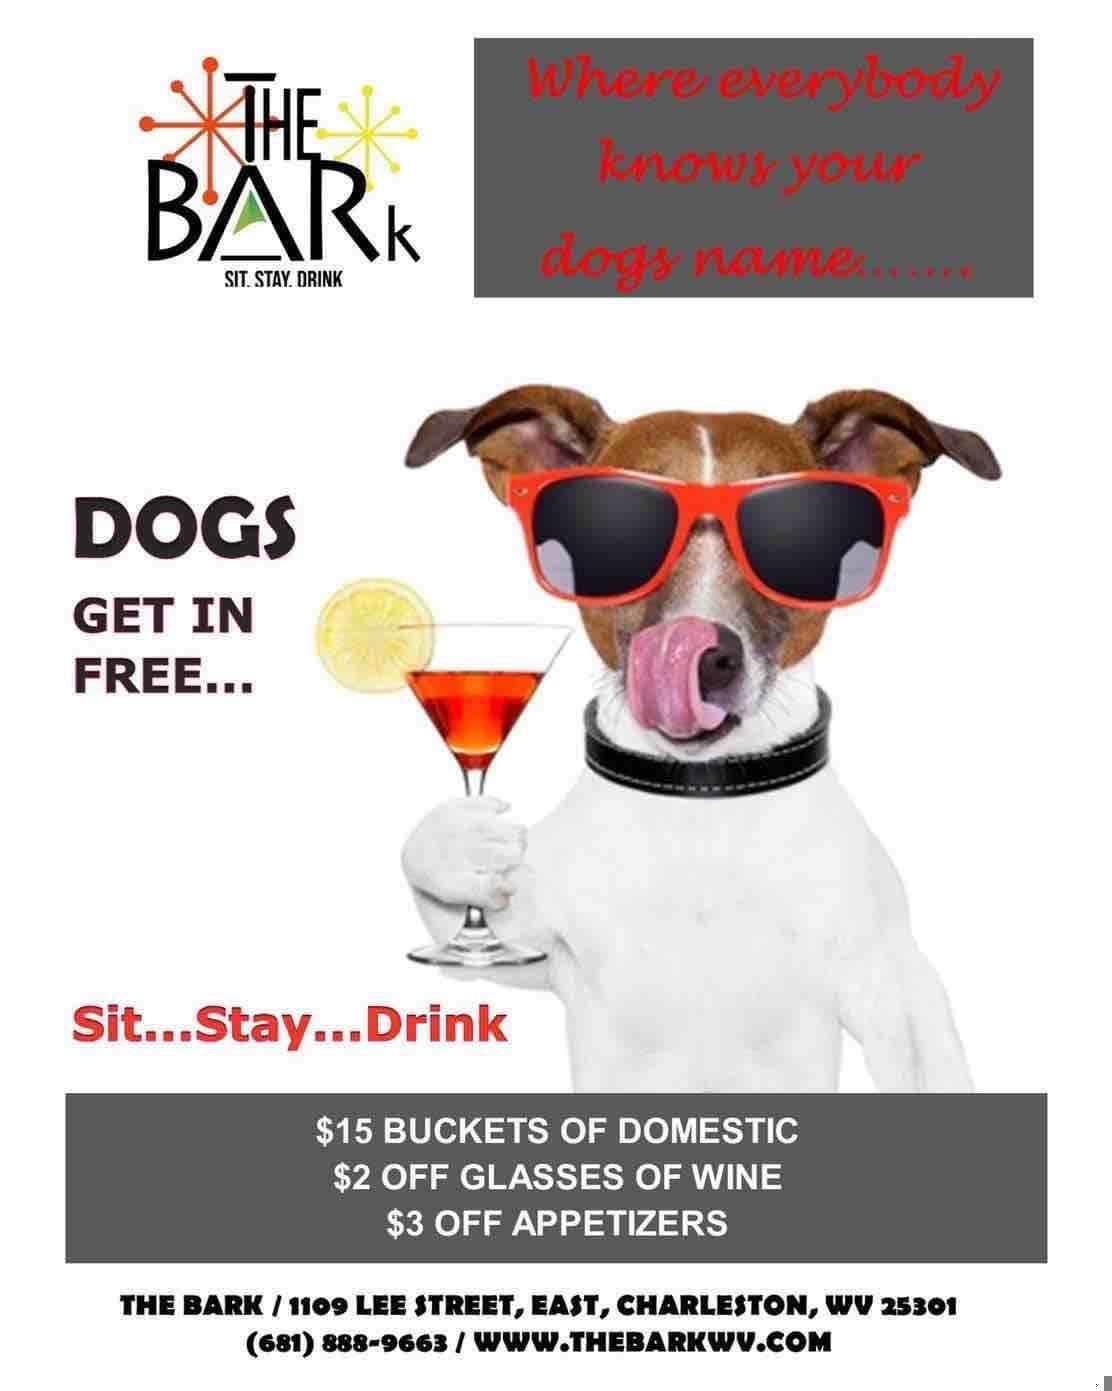 THE
BARk
SIT. STAY. DRINK
Where everybody
knows your
dogs name.......
DOGS
GET IN
FREE...
Sit...Stay...Drink
$15 BUCKETS OF DOMESTIC
$2 OFF GLASSES OF WINE
$3 OFF APPETIZERS
THE BARK / 1109 LEE STREET, EAST, CHARLESTON, WV 25301
(681) 888-9663 / WWW.THEBARKWV.COM